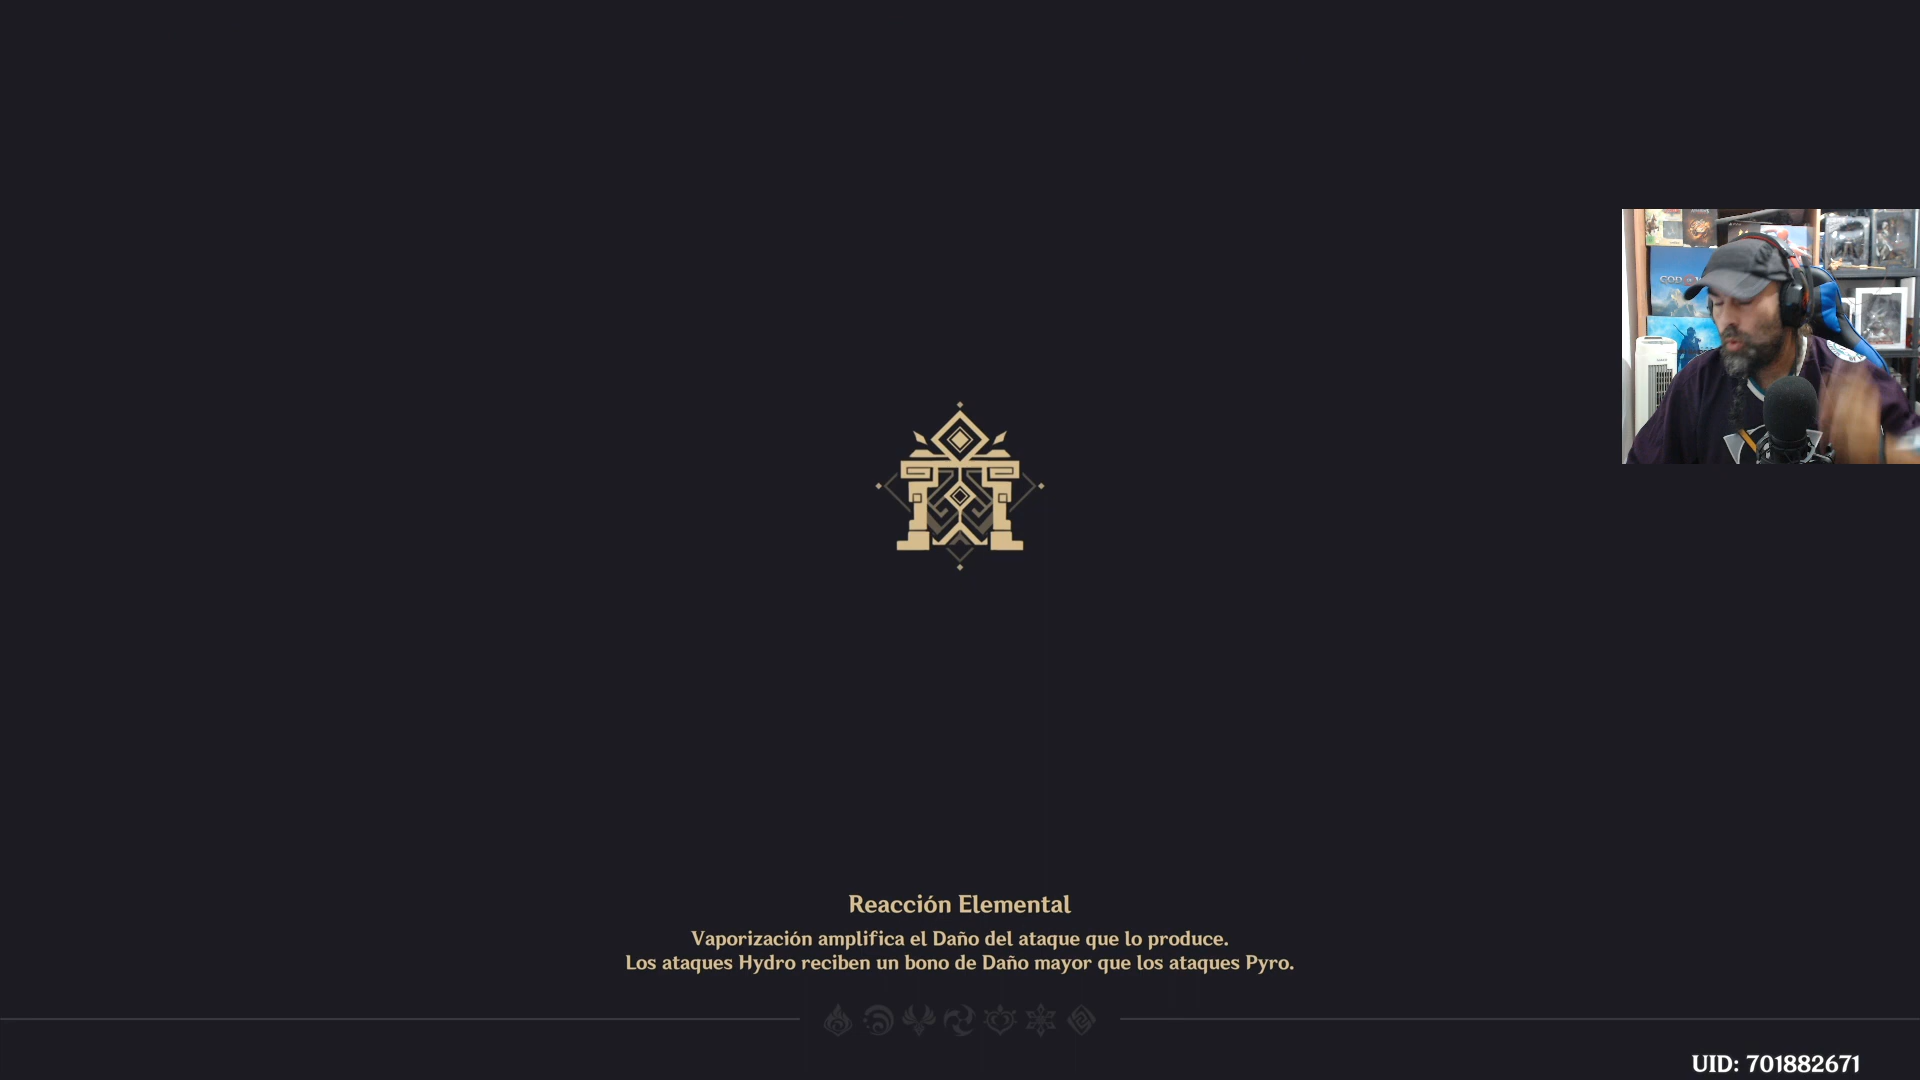 GOD
Reacción Elemental
Vaporización amplifica el Daño del ataque que lo produce.
Los ataques Hydro reciben un bono de Daño mayor que los ataques Pyro.
UID: 701882671